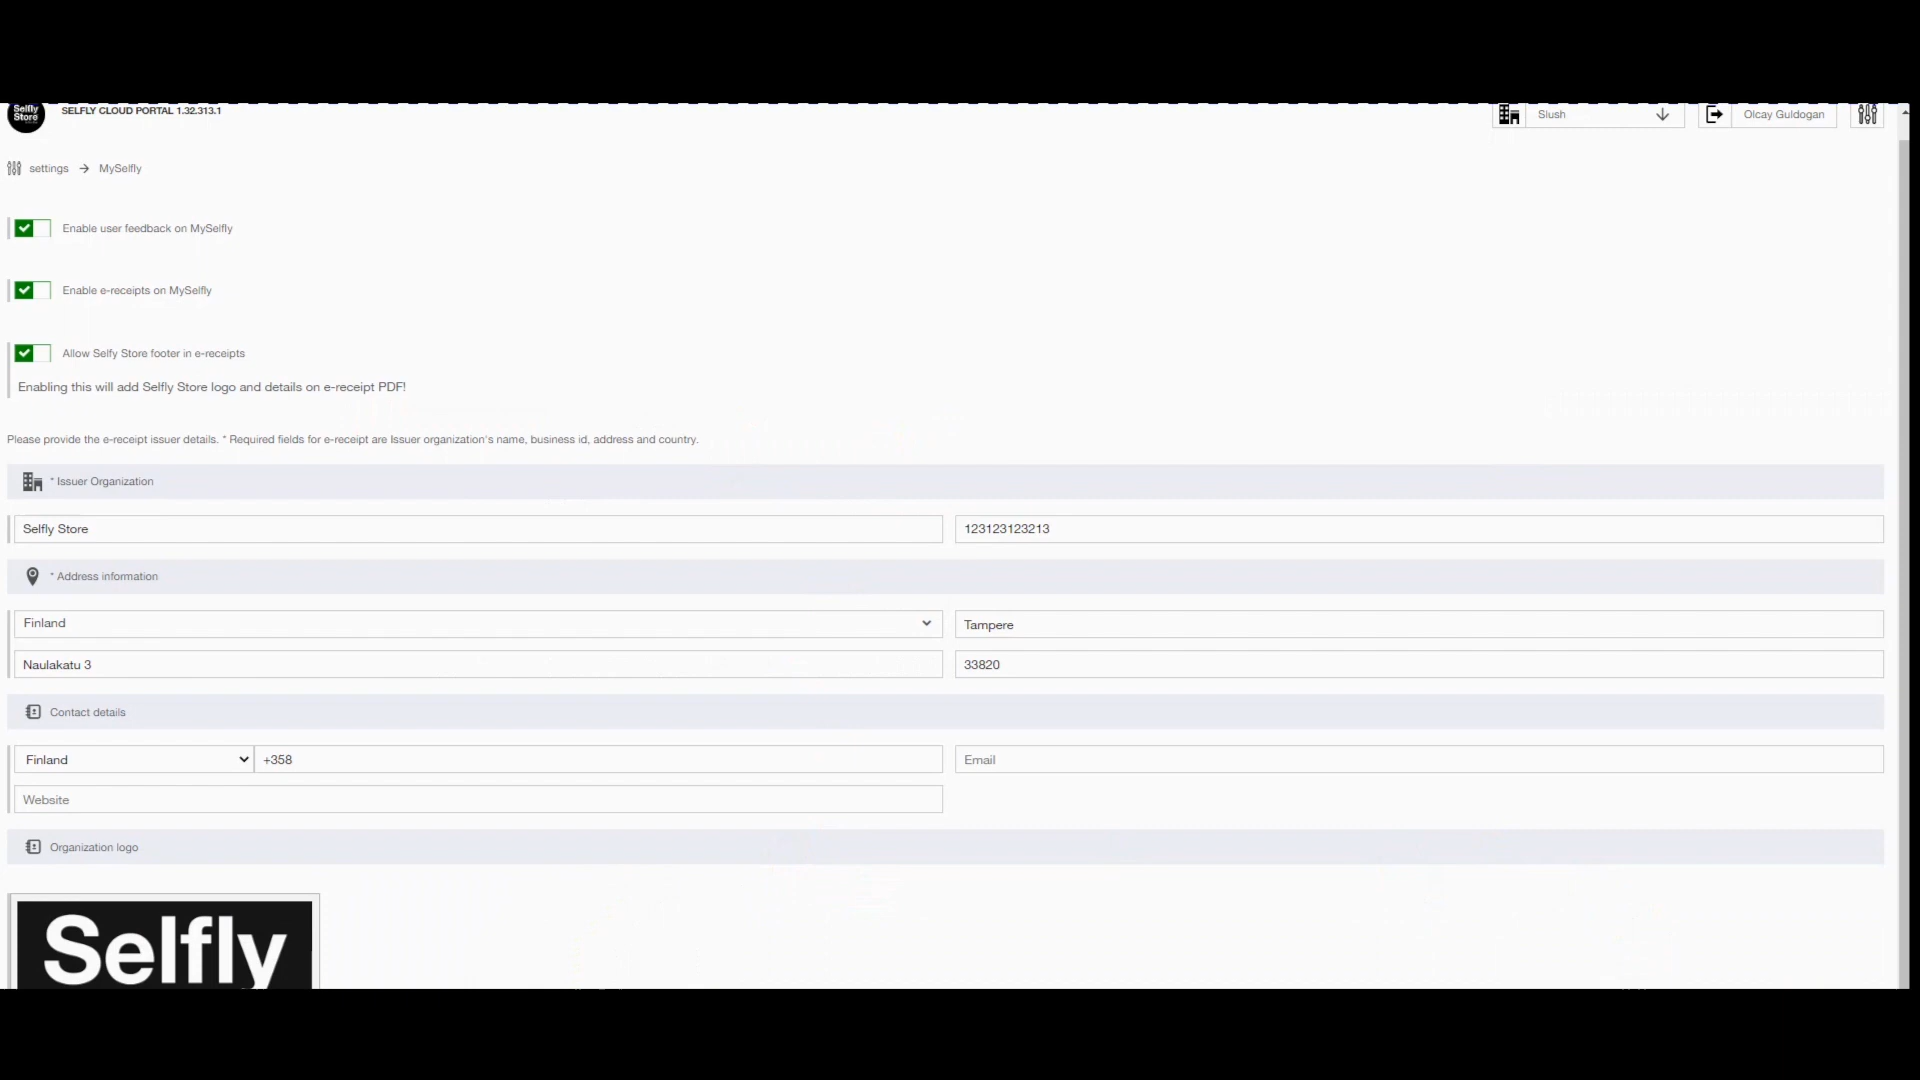 Selfly
Store
SELFLY CLOUD PORTAL 1.32.313.1
Slush
Olcay Guldogan
settings
MySelfly
Enable user feedback on MySelfly
Enable e-receipts on MySelfly
Allow Selfy Store footer in e-receipts
Enabling this will add Selfly Store logo and details on e-receipt PDF!
Please provide the e-receipt issuer details. * Required fields for e-receipt are Issuer organization's name, business id, address and country.
* Issuer Organization
Selfly Store
123123123213
* Address information
Finland
Tampere
Naulakatu 3
33820
Contact details
Finland
+358
Email
Website
Organization logo
Selfly